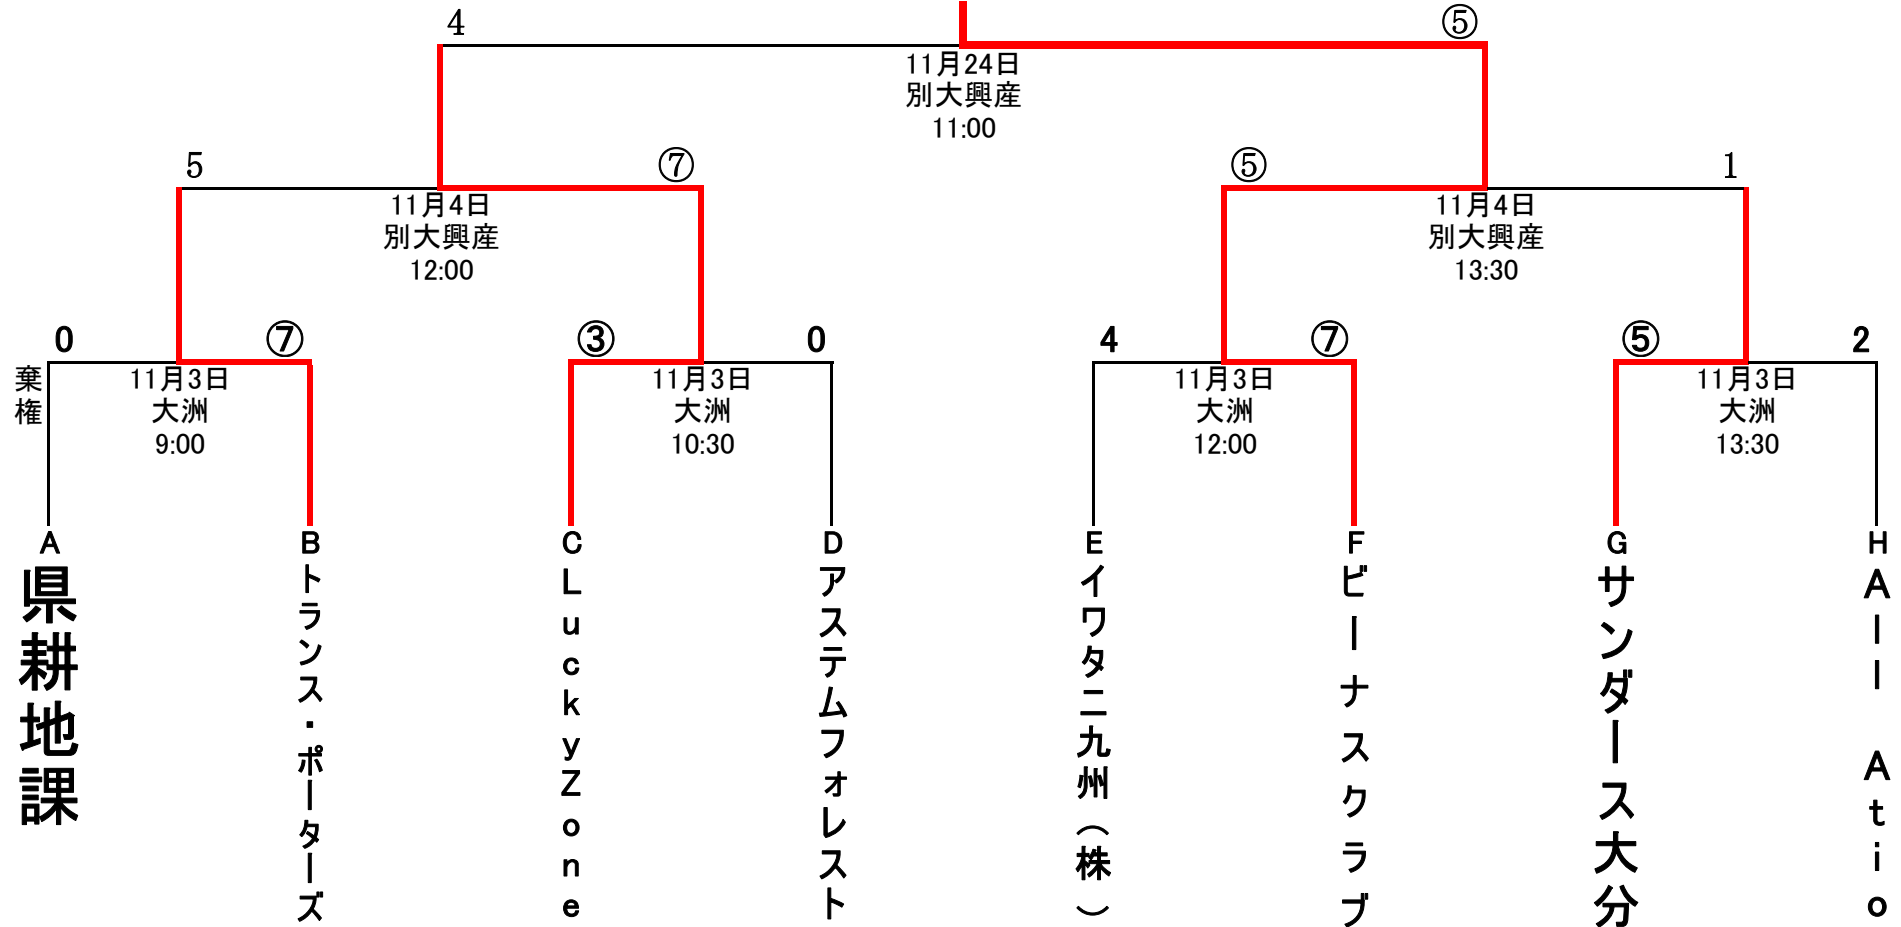 4
⑤
11月24日
別大興産
11:00
5
⑦
⑤
1
11月4日
別大興産
12:00
11月4日
別大興産
13:30
0
⑦
③
0
4
⑦
⑤
2
棄権
11月3日
大洲
9:00
11月3日
大洲
10:30
11月3日
大洲
12:00
11月3日
大洲
13:30
A
県耕地課
B
トランス・ポーターズ
C
LuckyZone
D
アステムフォレスト
E
イワタニ九州（株）
F
ビーナスクラブ
G
サンダース大分
H
All Atio